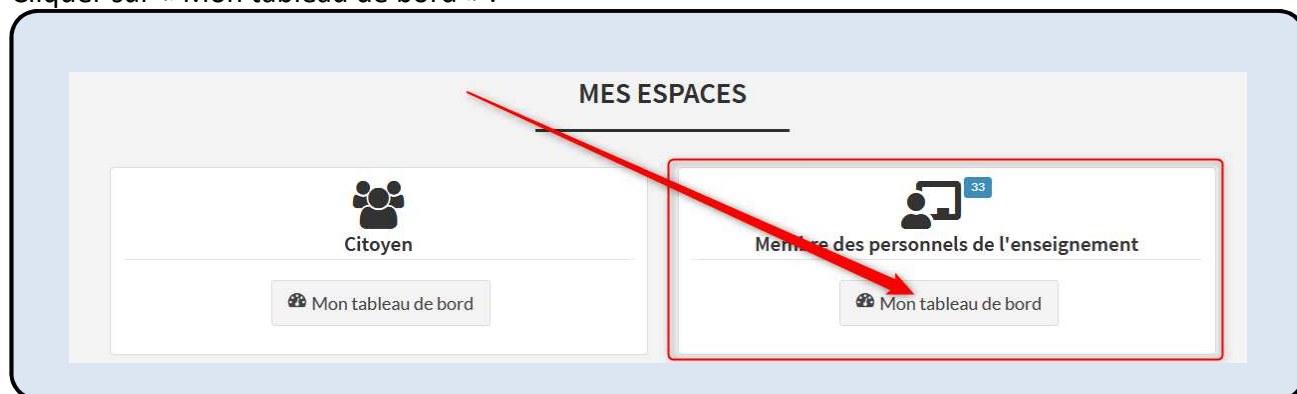 Cliquer sur « Mon tableau de bord » :
MES ESPACES
33
Citoyen
Membre des personnels de l'enseignement
Mon tableau de bord
Mon tableau de bord